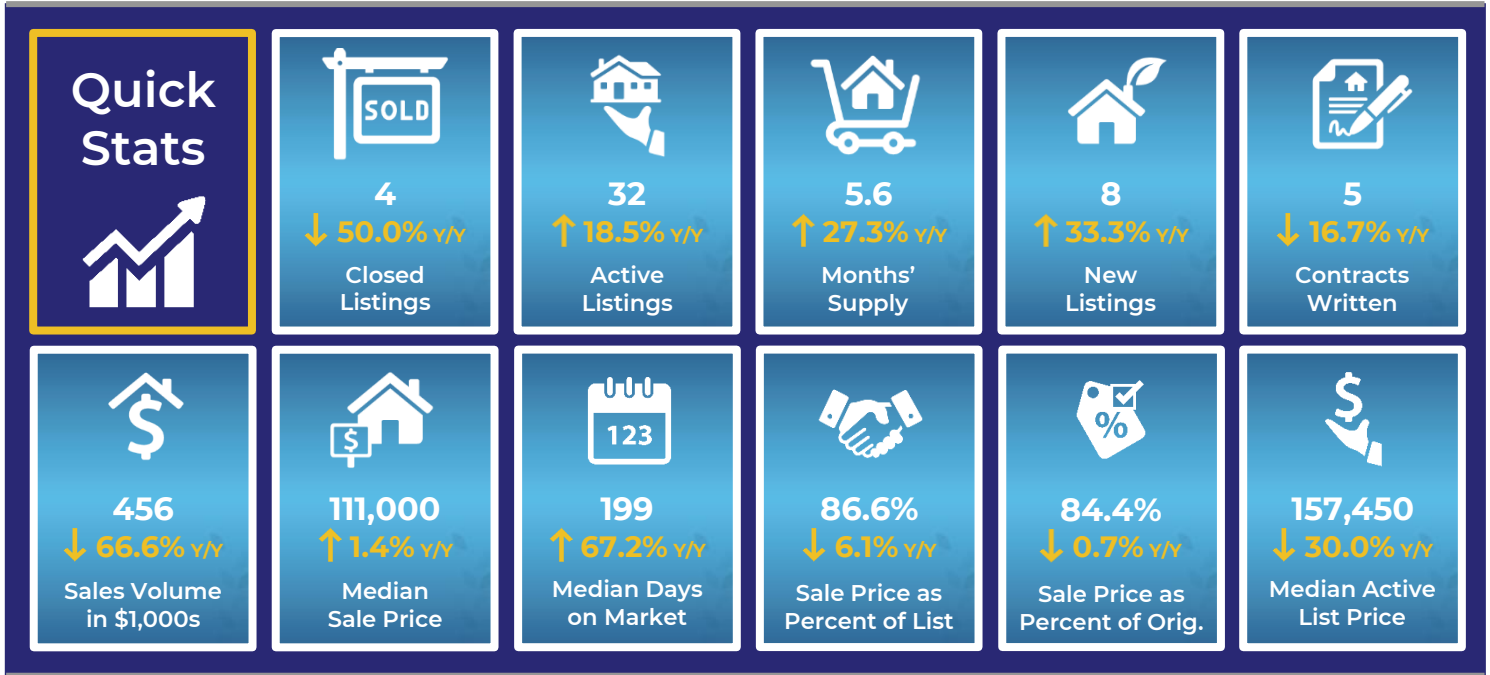 Quick
Stats
SOLD
4
↓ 50.0% Y/Y
Closed
Listings
32
↑ 18.5% Y/Y
Active
Listings
5.6
↑ 27.3% Y/Y
Months’
Supply
8
↑ 33.3% Y/Y
New
Listings
5
↓ 16.7% Y/Y
Contracts
Written
$
456
↓ 66.6% Y/Y
Sales Volume
in $1,000s
$
111,000
↑ 1.4% Y/Y
Median
Sale Price
123
199
↑ 67.2% Y/Y
Median Days
on Market
86.6%
↓ 6.1% Y/Y
Sale Price as
Percent of List
%
84.4%
↓ 0.7% Y/Y
Sale Price as
Percent of Orig.
$
157,450
↓ 30.0% Y/Y
Median Active
List Price